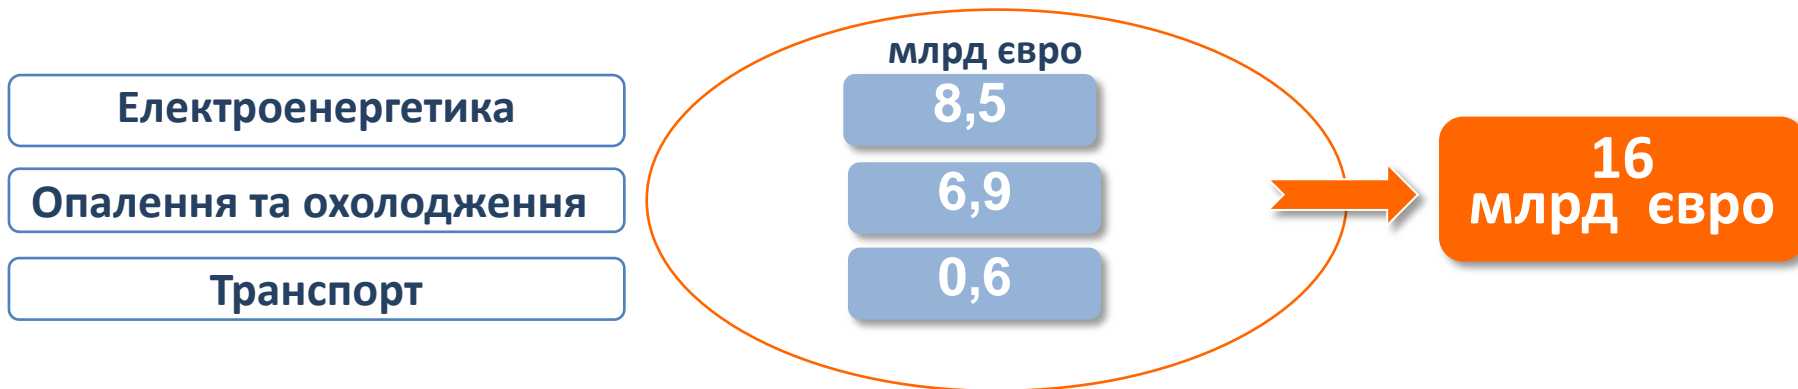 млрд євро
Електроенергетика
8,5
Опалення та охолодження
6,9
Транспорт
0,6
16
млрд євро